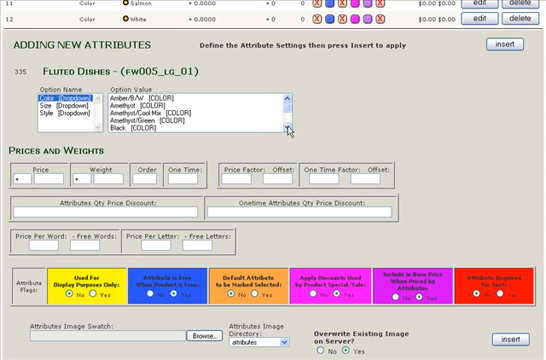 11 Color Salmon + 0.0000 +0 0 $0.00 $0.00 edit delete
12 Color White + 0.0000 +0 0 $0.00 $0.00 edit delete
ADDING NEW ATTRIBUTES Define the Attribute Settings then press Insert to apply insert
335 FLUTED DISHES - (FW005_LG_01)
Option Name Option Value
Color [Dropdown] Amber/B/W [COLOR]
Size [Dropdown] Amethyst [COLOR]
Style [Dropdown] Amethyst/Cool Mix [COLOR]
Amethyst/Green [COLOR]
Black [COLOR]
PRICES AND WEIGHTS
Price Weight Order One Time: Price Factor: Offset: One Time Factor: Offset:
+ +
Attributes Qty Price Discount: Onetime Attributes Qty Price Discount:
Price Per Word: - Free Words: Price Per Letter: - Free Letters:
Attribute Flags:
Used For Display Purposes Only: No Yes
Attribute is Free When Product is Free: No Yes
Default Attribute to be Marked Selected: No Yes
Apply Discounts Used by Product Special/Sale: No Yes
Include in Base Price When Priced by Attributes No Yes
Attribute Required for Text: No Yes
Attributes Image Swatch: Browse..
Attributes Image Directory: attributes
Overwrite Existing Image on Server? No Yes
insert